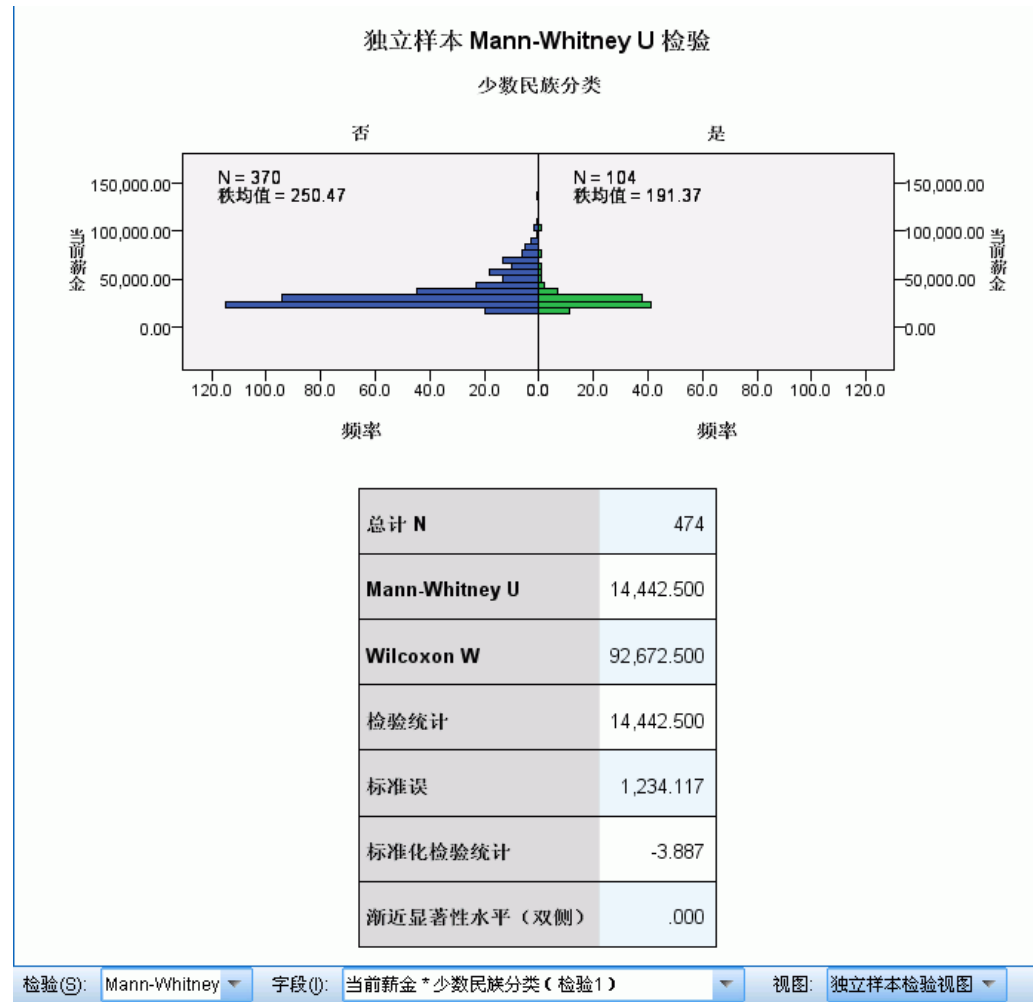 独立样本 Mann-Whitney U 检验
少数民族分类
否 是
N = 370
秩均值 = 250.47
N = 104
秩均值 = 191.37
150,000.00
100,000.00
50,000.00
0.00
当前薪金
150,000.00
100,000.00
50,000.00
0.00
当前薪金
120.0 100.0 80.0 60.0 40.0 20.0 0.0 20.0 40.0 60.0 80.0 100.0 120.0
频率 频率
总计 N 474
Mann-Whitney U 14,442.500
Wilcoxon W 92,672.500
检验统计 14,442.500
标准误 1,234.117
标准化检验统计 -3.887
渐近显著性水平（双侧） .000
检验(S): Mann-Whitney 字段(I): 当前薪金 * 少数民族分类 ( 检验1 ) 视图: 独立样本检验视图